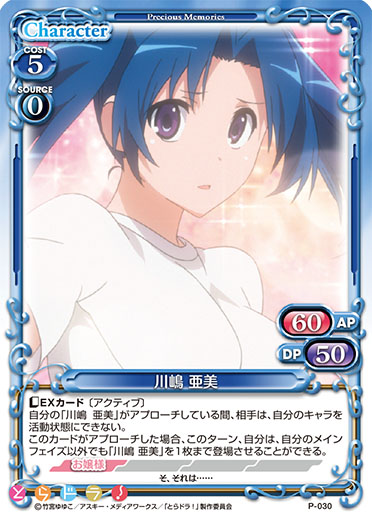 Precious Memories
Character
COST
5
SOURCE
0
60 AP
DP 50
川嶋 亜美
EXカード〔アクティブ〕
自分の「川嶋 亜美」がアプローチしている間、相手は、自分のキャラを
活動状態にできない。
このカードがアプローチした場合、このターン、自分は、自分のメイン
フェイズ以外でも「川嶋 亜美」を1枚まで登場させることができる。
お嬢様
そ、それは……
とらドラ!
©竹宮ゆゆこ／アスキー・メディアワークス／「とらドラ！」製作委員会
P-030